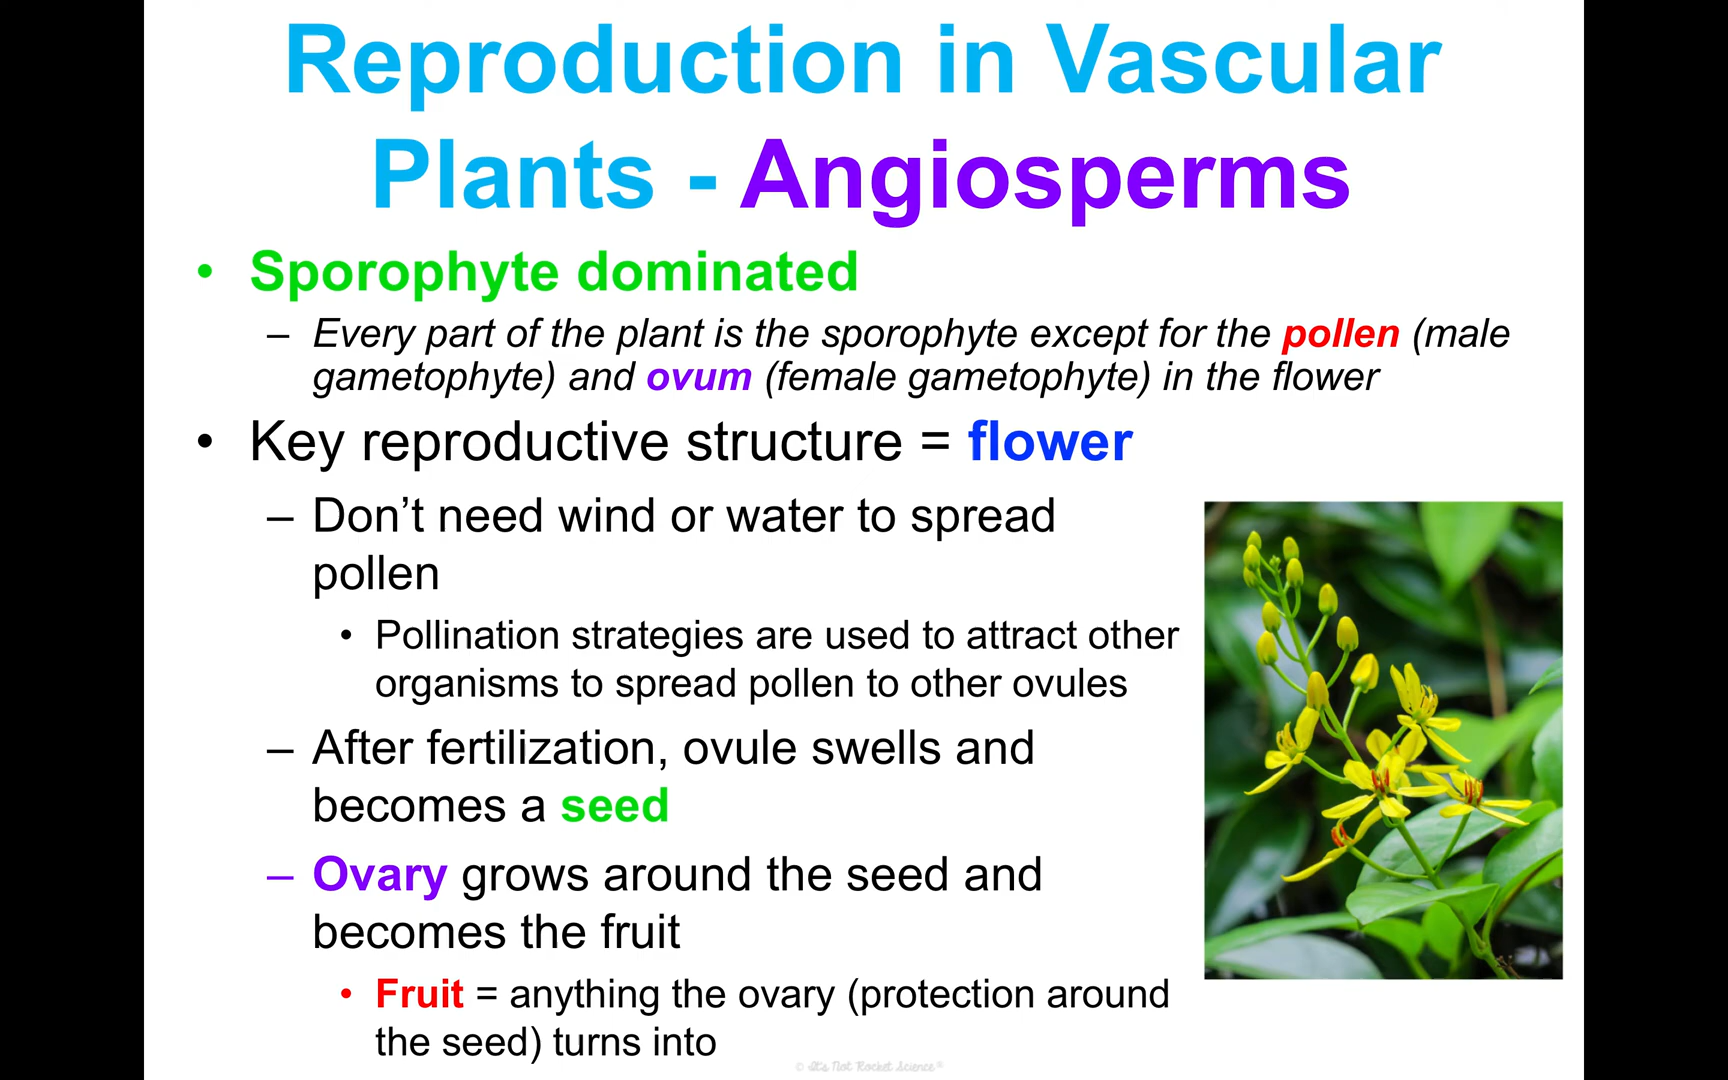 Reproduction in Vascular
Plants - Angiosperms
• Sporophyte dominated
– Every part of the plant is the sporophyte except for the pollen (male
gametophyte) and ovum (female gametophyte) in the flower
• Key reproductive structure = flower
– Don’t need wind or water to spread
pollen
• Pollination strategies are used to attract other
organisms to spread pollen to other ovules
– After fertilization, ovule swells and
becomes a seed
– Ovary grows around the seed and
becomes the fruit
• Fruit = anything the ovary (protection around
the seed) turns into
© It's Not Rocket Science®